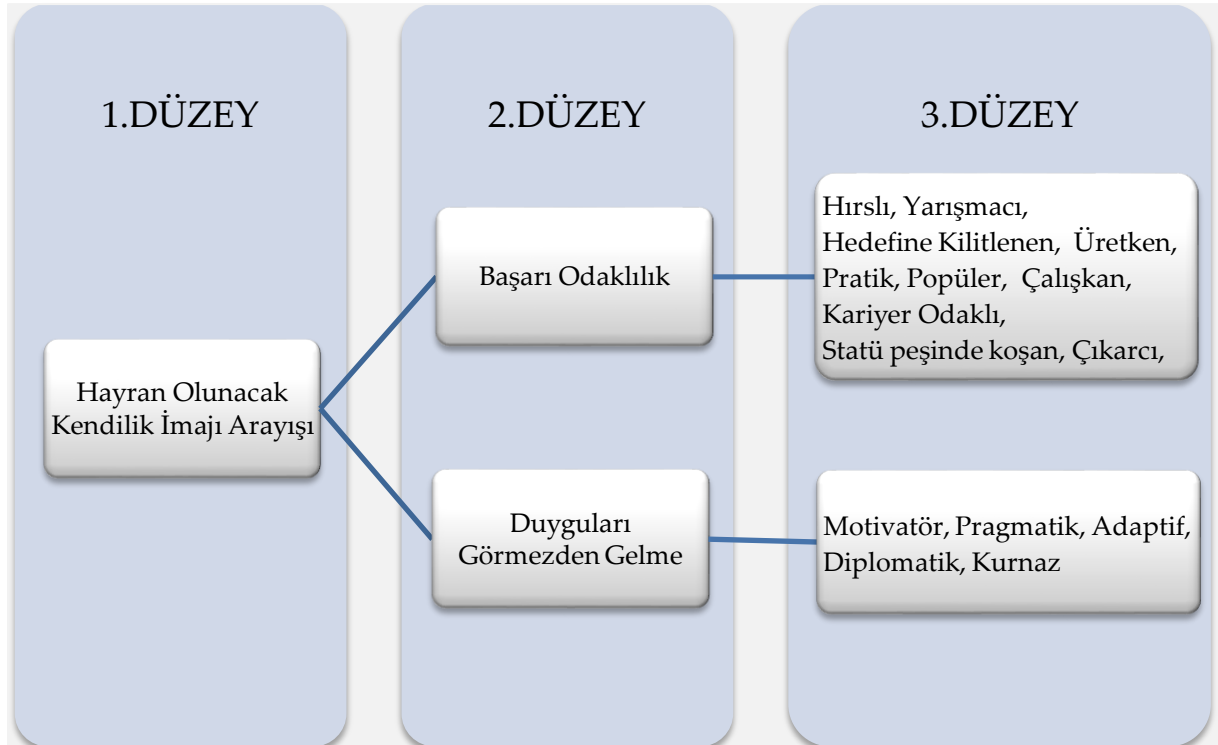 1.DÜZEY
2.DÜZEY
3.DÜZEY
Hayran Olunacak
Kendilik İmajı Arayışı
Başarı Odaklılık
Duyguları
Görmezden Gelme
Hırslı, Yarışmacı,
Hedefine Kilitlenen, Üretken,
Pratik, Popüler, Çalışkan,
Kariyer Odaklı,
Statü peşinde koşan, Çıkarcı,
Motivatör, Pragmatik, Adaptif,
Diplomatik, Kurnaz